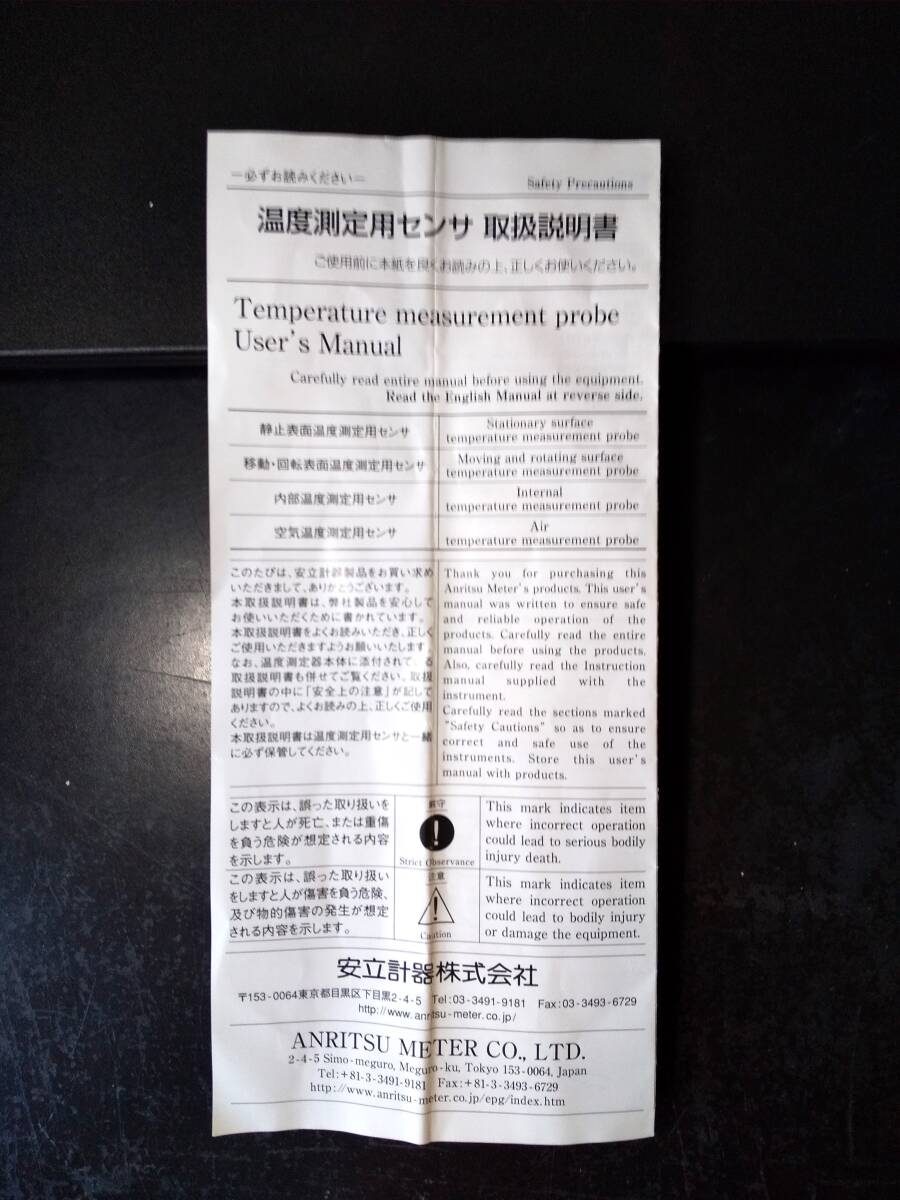 =必ずお読みください=
Safety Precautions
温度測定用センサ 取扱説明書
ご使用前に本紙を良くお読みの上、正しくお使いください。
Temperature measurement probe
User's Manual
Carefully read entire manual before using the equipment.
Read the English Manual at reverse side.
静止表面温度測定用センサ
Stationary surface
temperature measurement probe
移動・回転表面温度測定用センサ
Moving and rotating surface
temperature measurement probe
内部温度測定用センサ
Internal
temperature measurement probe
空気温度測定用センサ
Air
temperature measurement probe
このたびは、安立計器製品をお買い求め
いただきまして、ありがとうございます。
本取扱説明書は、弊社製品を安心して
お使いいただくために書かれています。
本取扱説明書をよくお読みいただき、正しく
ご使用いただきますようお願いいたします
なお、温度測定器本体に添付されて る
取扱説明書も併せてご覧ください。取扱
説明書の中に「安全上の注意」が記して
ありますので、よくお読みの上、正しくご使用
ください。
本取扱説明書は温度測定用センサと一緒
に必ず保管してください。
Thank you for purchasing this
Anritsu Meter's products. This user's
manual was written to ensure safe
and reliable operation of the
products. Carefully read the entire
manual before using the products.
Also, carefully read the Instruction
manual supplied with the
instrument.
Carefully read the sections marked
"Safety Cautions" so as to ensure
correct and safe use of the
instruments. Store this user's
manual with products.
この表示は、誤った取り扱いを
しますと人が死亡、または重傷
を負う危険が想定される内容
を示します。
厳守
!
Strict Observance
This mark indicates item
where incorrect operation
could lead to serious bodily
injury death.
この表示は、誤った取り扱い
をしますと人が傷害を負う危険、
及び物的傷害の発生が想定
される内容を示します。
注意
!
Caution
This mark indicates item
where incorrect operation
could lead to bodily injury
or damage the equipment.
安立計器株式会社
〒153-0064東京都目黒区下目黒2-4-5 Tel:03-3491-9181 Fax:03-3493-6729
http://www.anritsu-meter.co.jp/
ANRITSU METER CO., LTD.
2-4-5 Simo-meguro, Meguro-ku, Tokyo 153-0064, Japan
Tel:+81-3-3491-9181 Fax:+81-3-3493-6729
http://www.anritsu-meter.co.jp/epg/index.htm